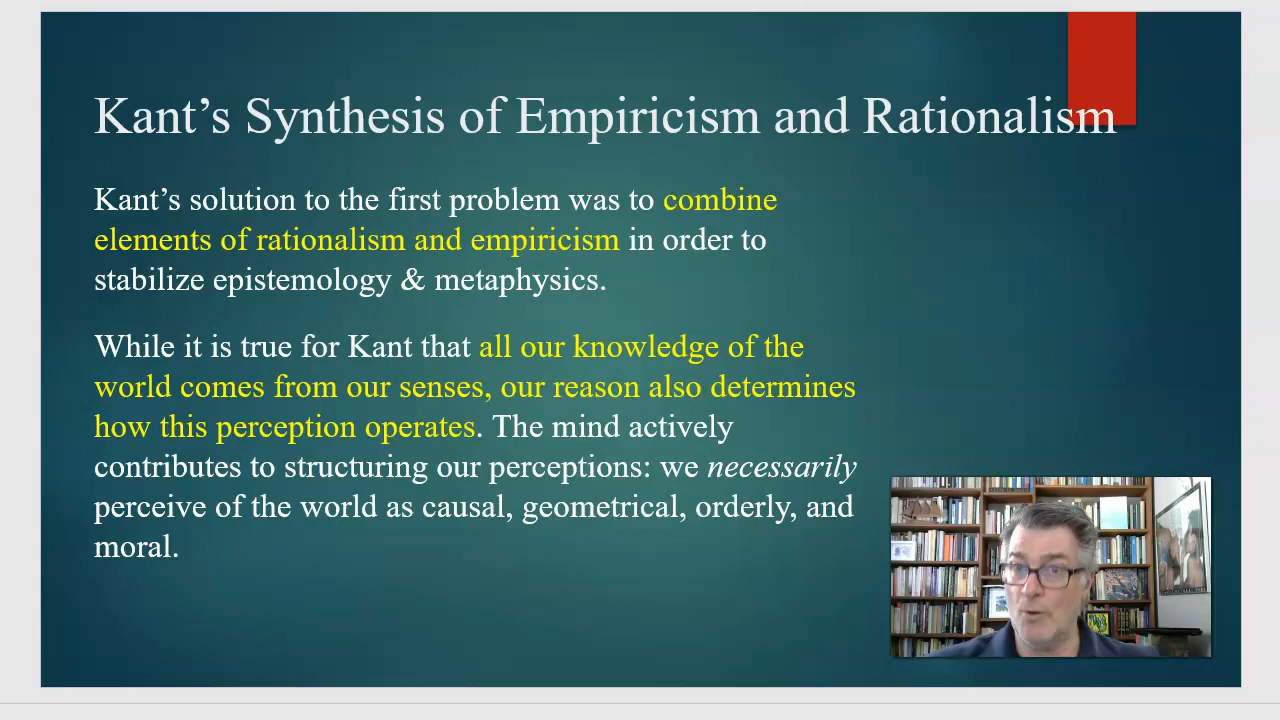 Kant’s Synthesis of Empiricism and Rationalism
Kant’s solution to the first problem was to combine
elements of rationalism and empiricism in order to
stabilize epistemology & metaphysics.
While it is true for Kant that all our knowledge of the
world comes from our senses, our reason also determines
how this perception operates. The mind actively
contributes to structuring our perceptions: we necessarily
perceive of the world as causal, geometrical, orderly, and
moral.